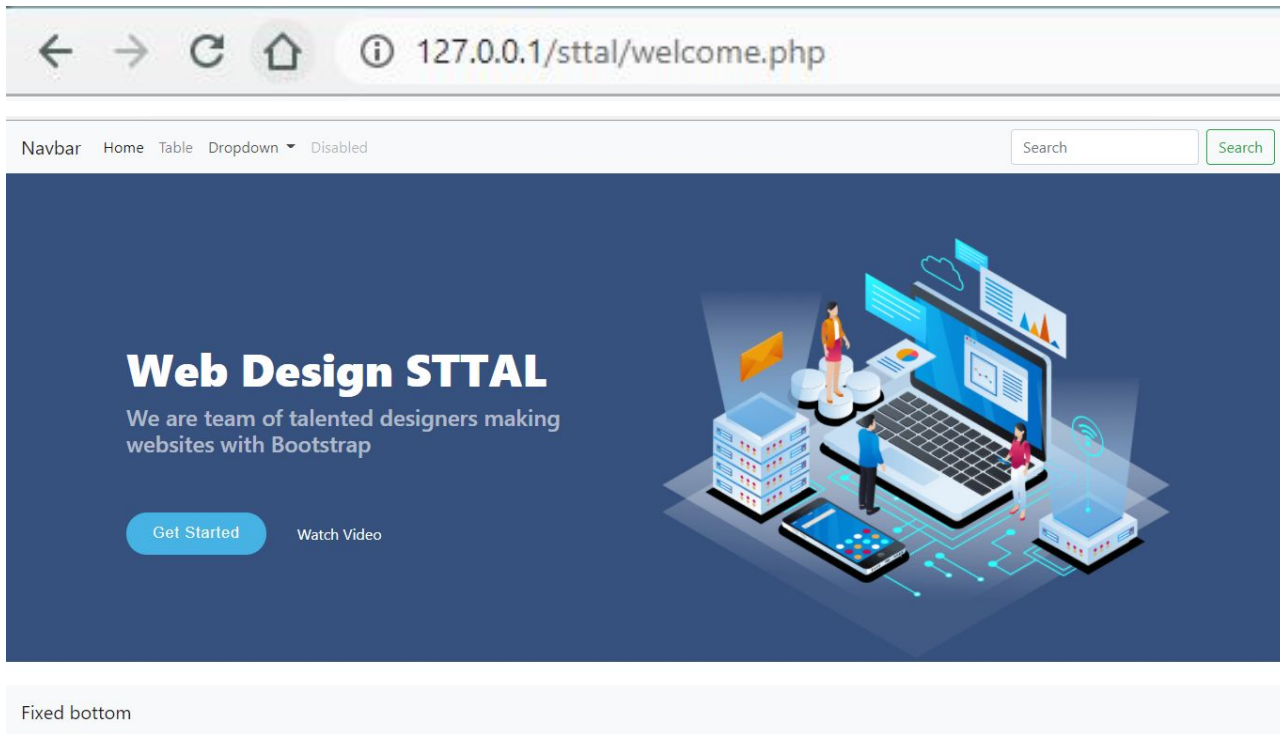 127.0.0.1/sttal/welcome.php
Navbar Home Table Dropdown Disabled Search Search
Web Design STTAL
We are team of talented designers making
websites with Bootstrap
Get Started Watch Video
Fixed bottom